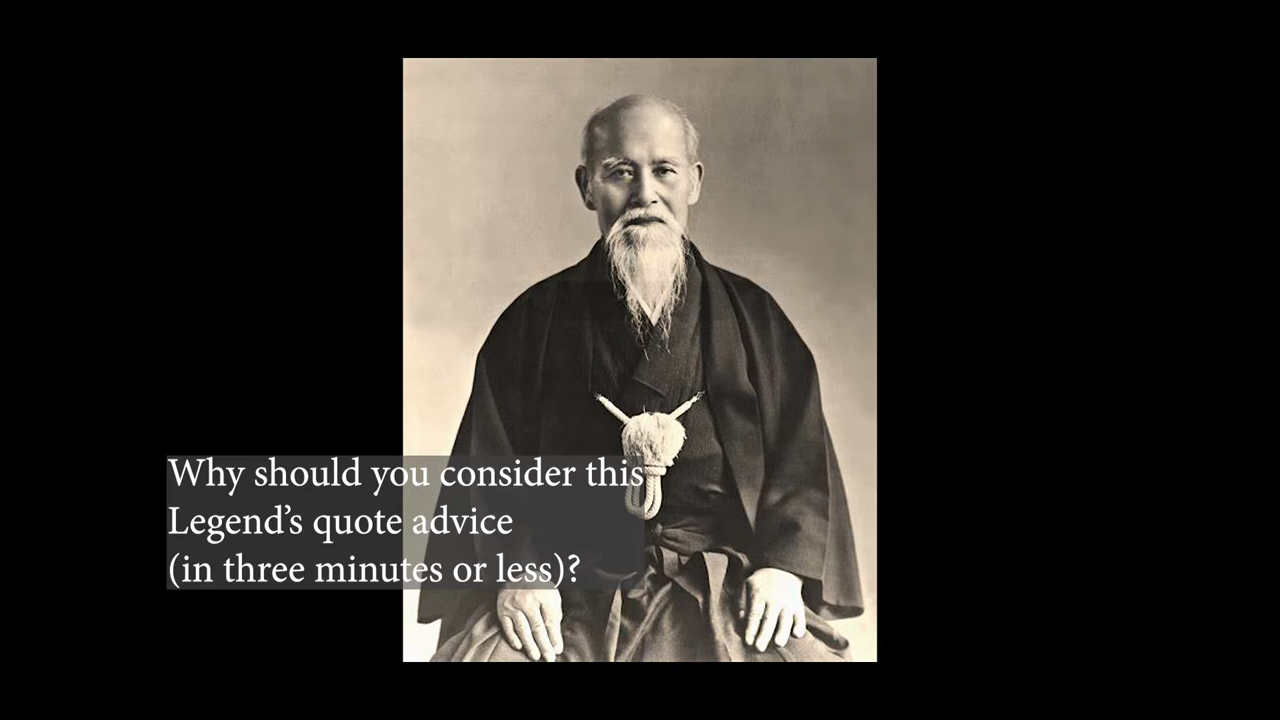 Why should you consider this
Legend’s quote advice
(in three minutes or less)?